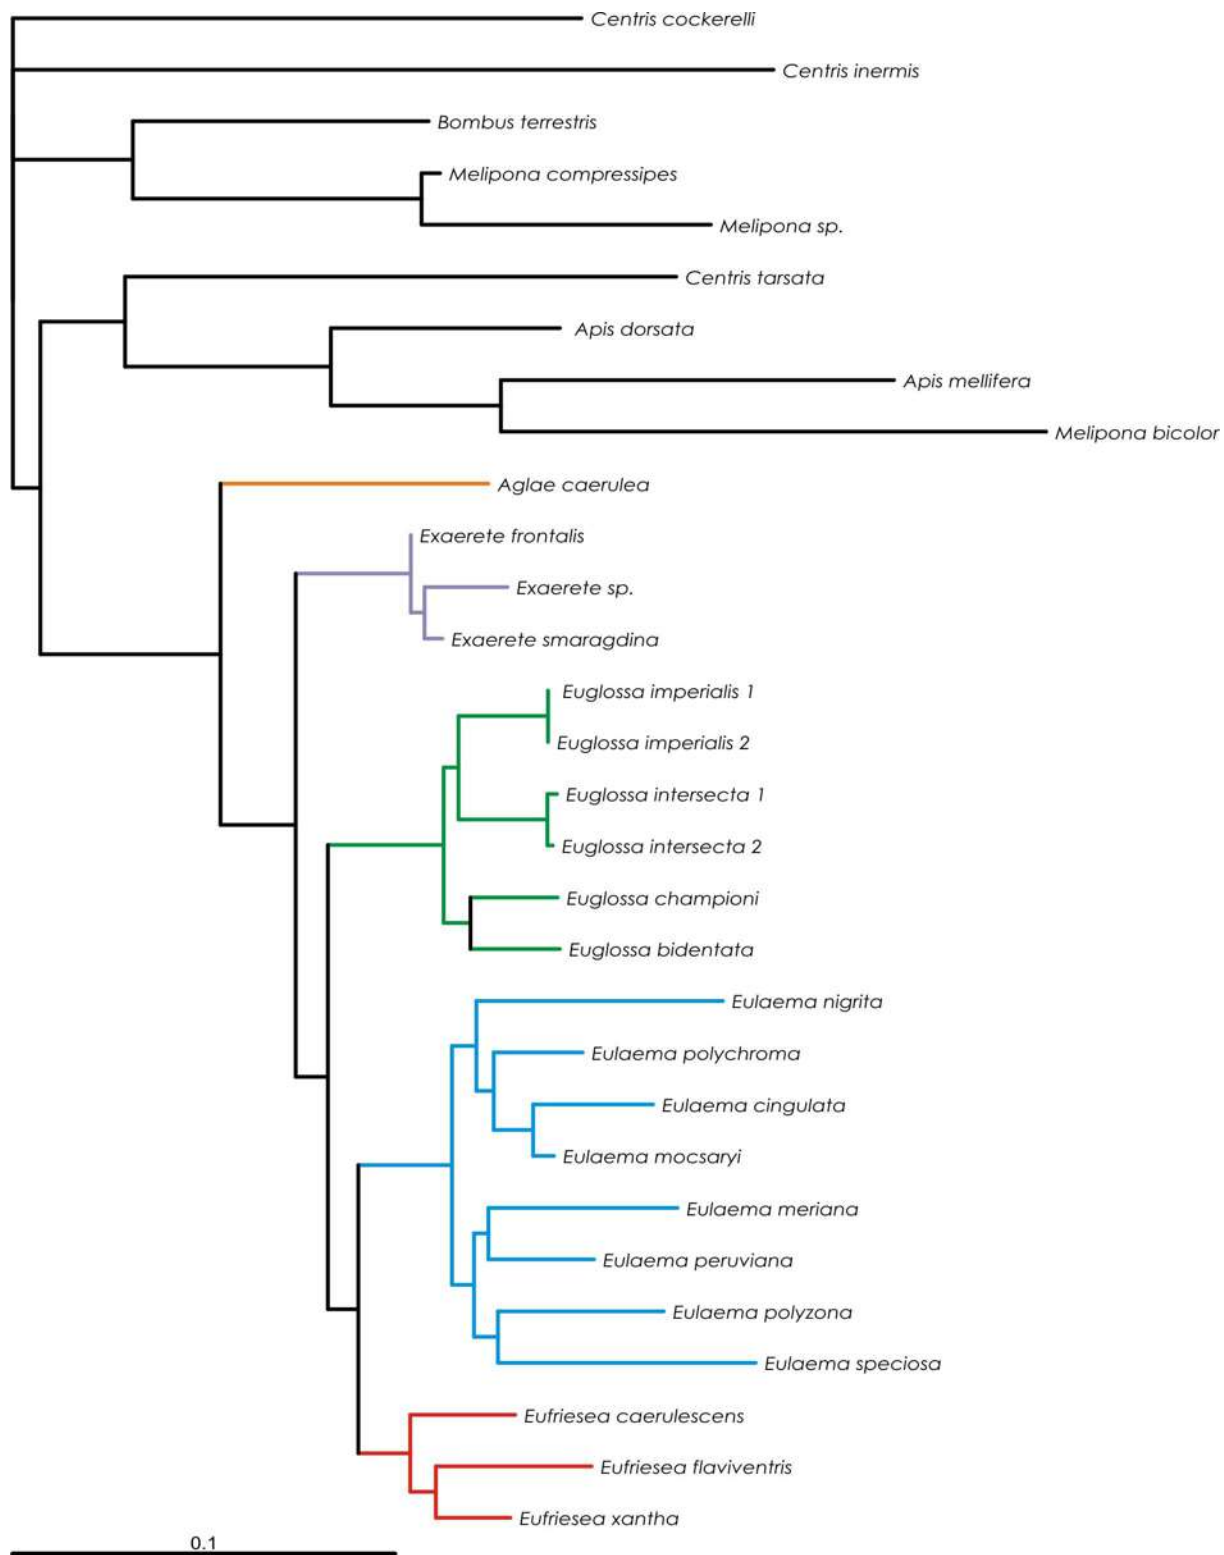 Centris cockerelli
Centris inermis
Bombus terrestris
Melipona compressipes
Melipona sp.
Centris tarsata
Apis dorsata
Apis mellifera
Melipona bicolor
Aglae caerulea
Exaerete frontalis
Exaerete sp.
Exaerete smaragdina
Euglossa imperialis 1
Euglossa imperialis 2
Euglossa intersecta 1
Euglossa intersecta 2
Euglossa championi
Euglossa bidentata
Eulaema nigrita
Eulaema polychroma
Eulaema cingulata
Eulaema mocsaryi
Eulaema meriana
Eulaema peruviana
Eulaema polyzona
Eulaema speciosa
Eufriesea caerulescens
Eufriesea flaviventris
Eufriesea xantha
0.1